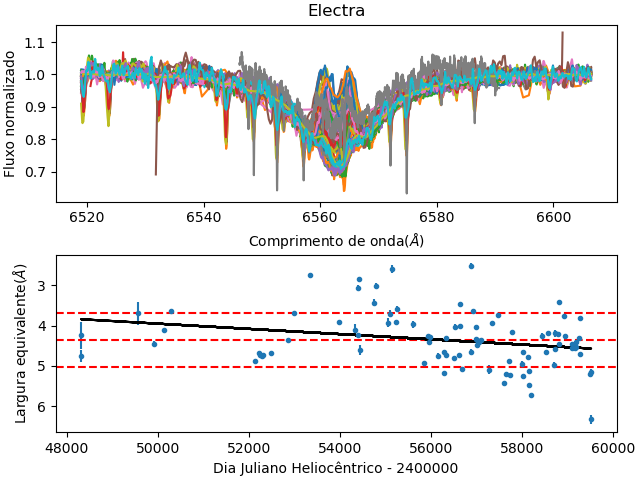 Electra
Fluxo normalizado
1.1
1.0
0.9
0.8
0.7
6520 6540 6560 6580 6600
Comprimento de onda(Å)
Largura equivalente(Å)
3
4
5
6
48000 50000 52000 54000 56000 58000 60000
Dia Juliano Heliocêntrico - 2400000